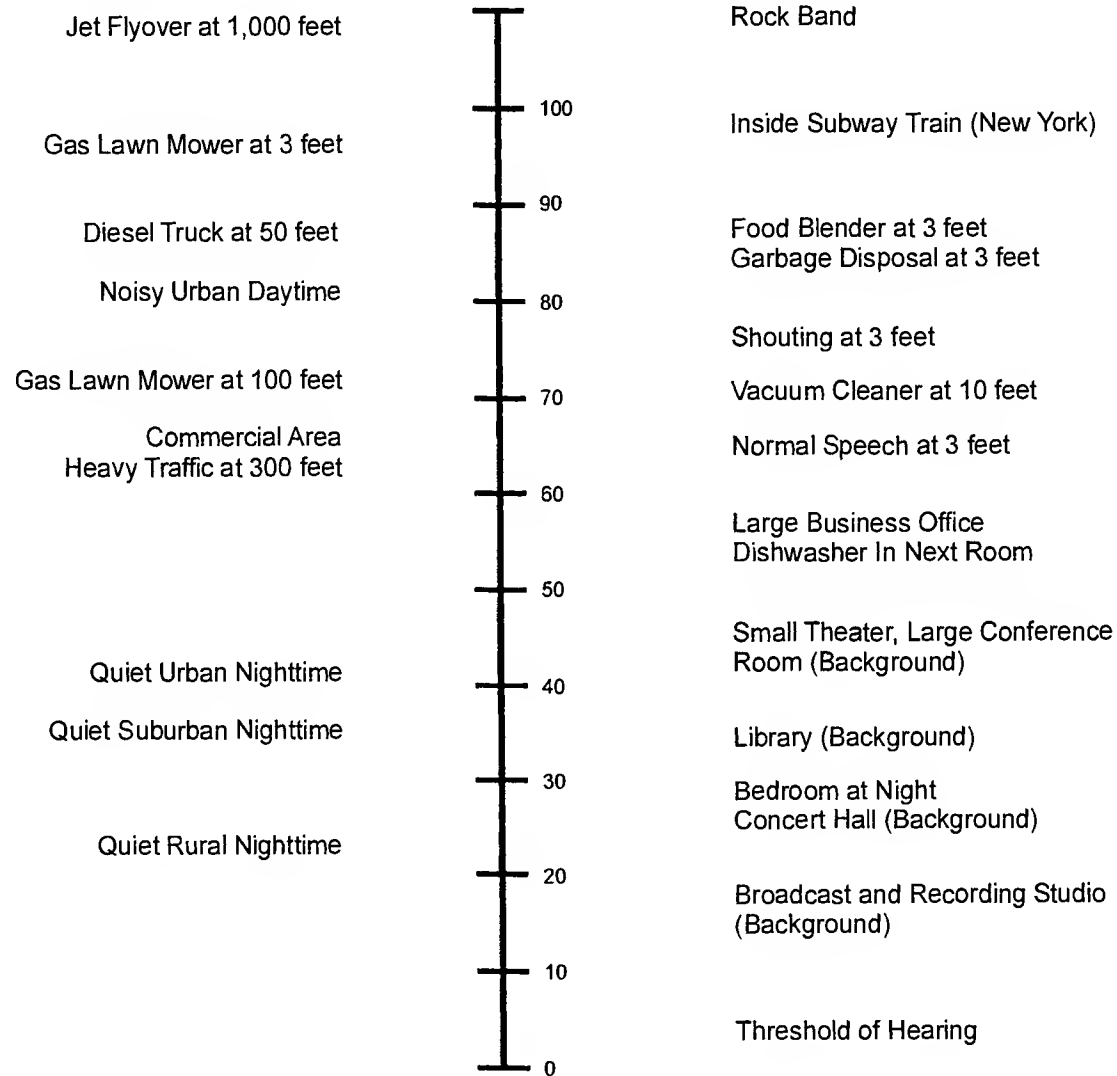 Jet Flyover at 1,000 feet
Gas Lawn Mower at 3 feet
Diesel Truck at 50 feet
Noisy Urban Daytime
Gas Lawn Mower at 100 feet
Commercial Area
Heavy Traffic at 300 feet
Quiet Urban Nighttime
Quiet Suburban Nighttime
Quiet Rural Nighttime
100
90
80
70
60
50
40
30
20
10
0
Rock Band
Inside Subway Train (New York)
Food Blender at 3 feet
Garbage Disposal at 3 feet
Shouting at 3 feet
Vacuum Cleaner at 10 feet
Normal Speech at 3 feet
Large Business Office
Dishwasher In Next Room
Small Theater, Large Conference
Room (Background)
Library (Background)
Bedroom at Night
Concert Hall (Background)
Broadcast and Recording Studio
(Background)
Threshold of Hearing